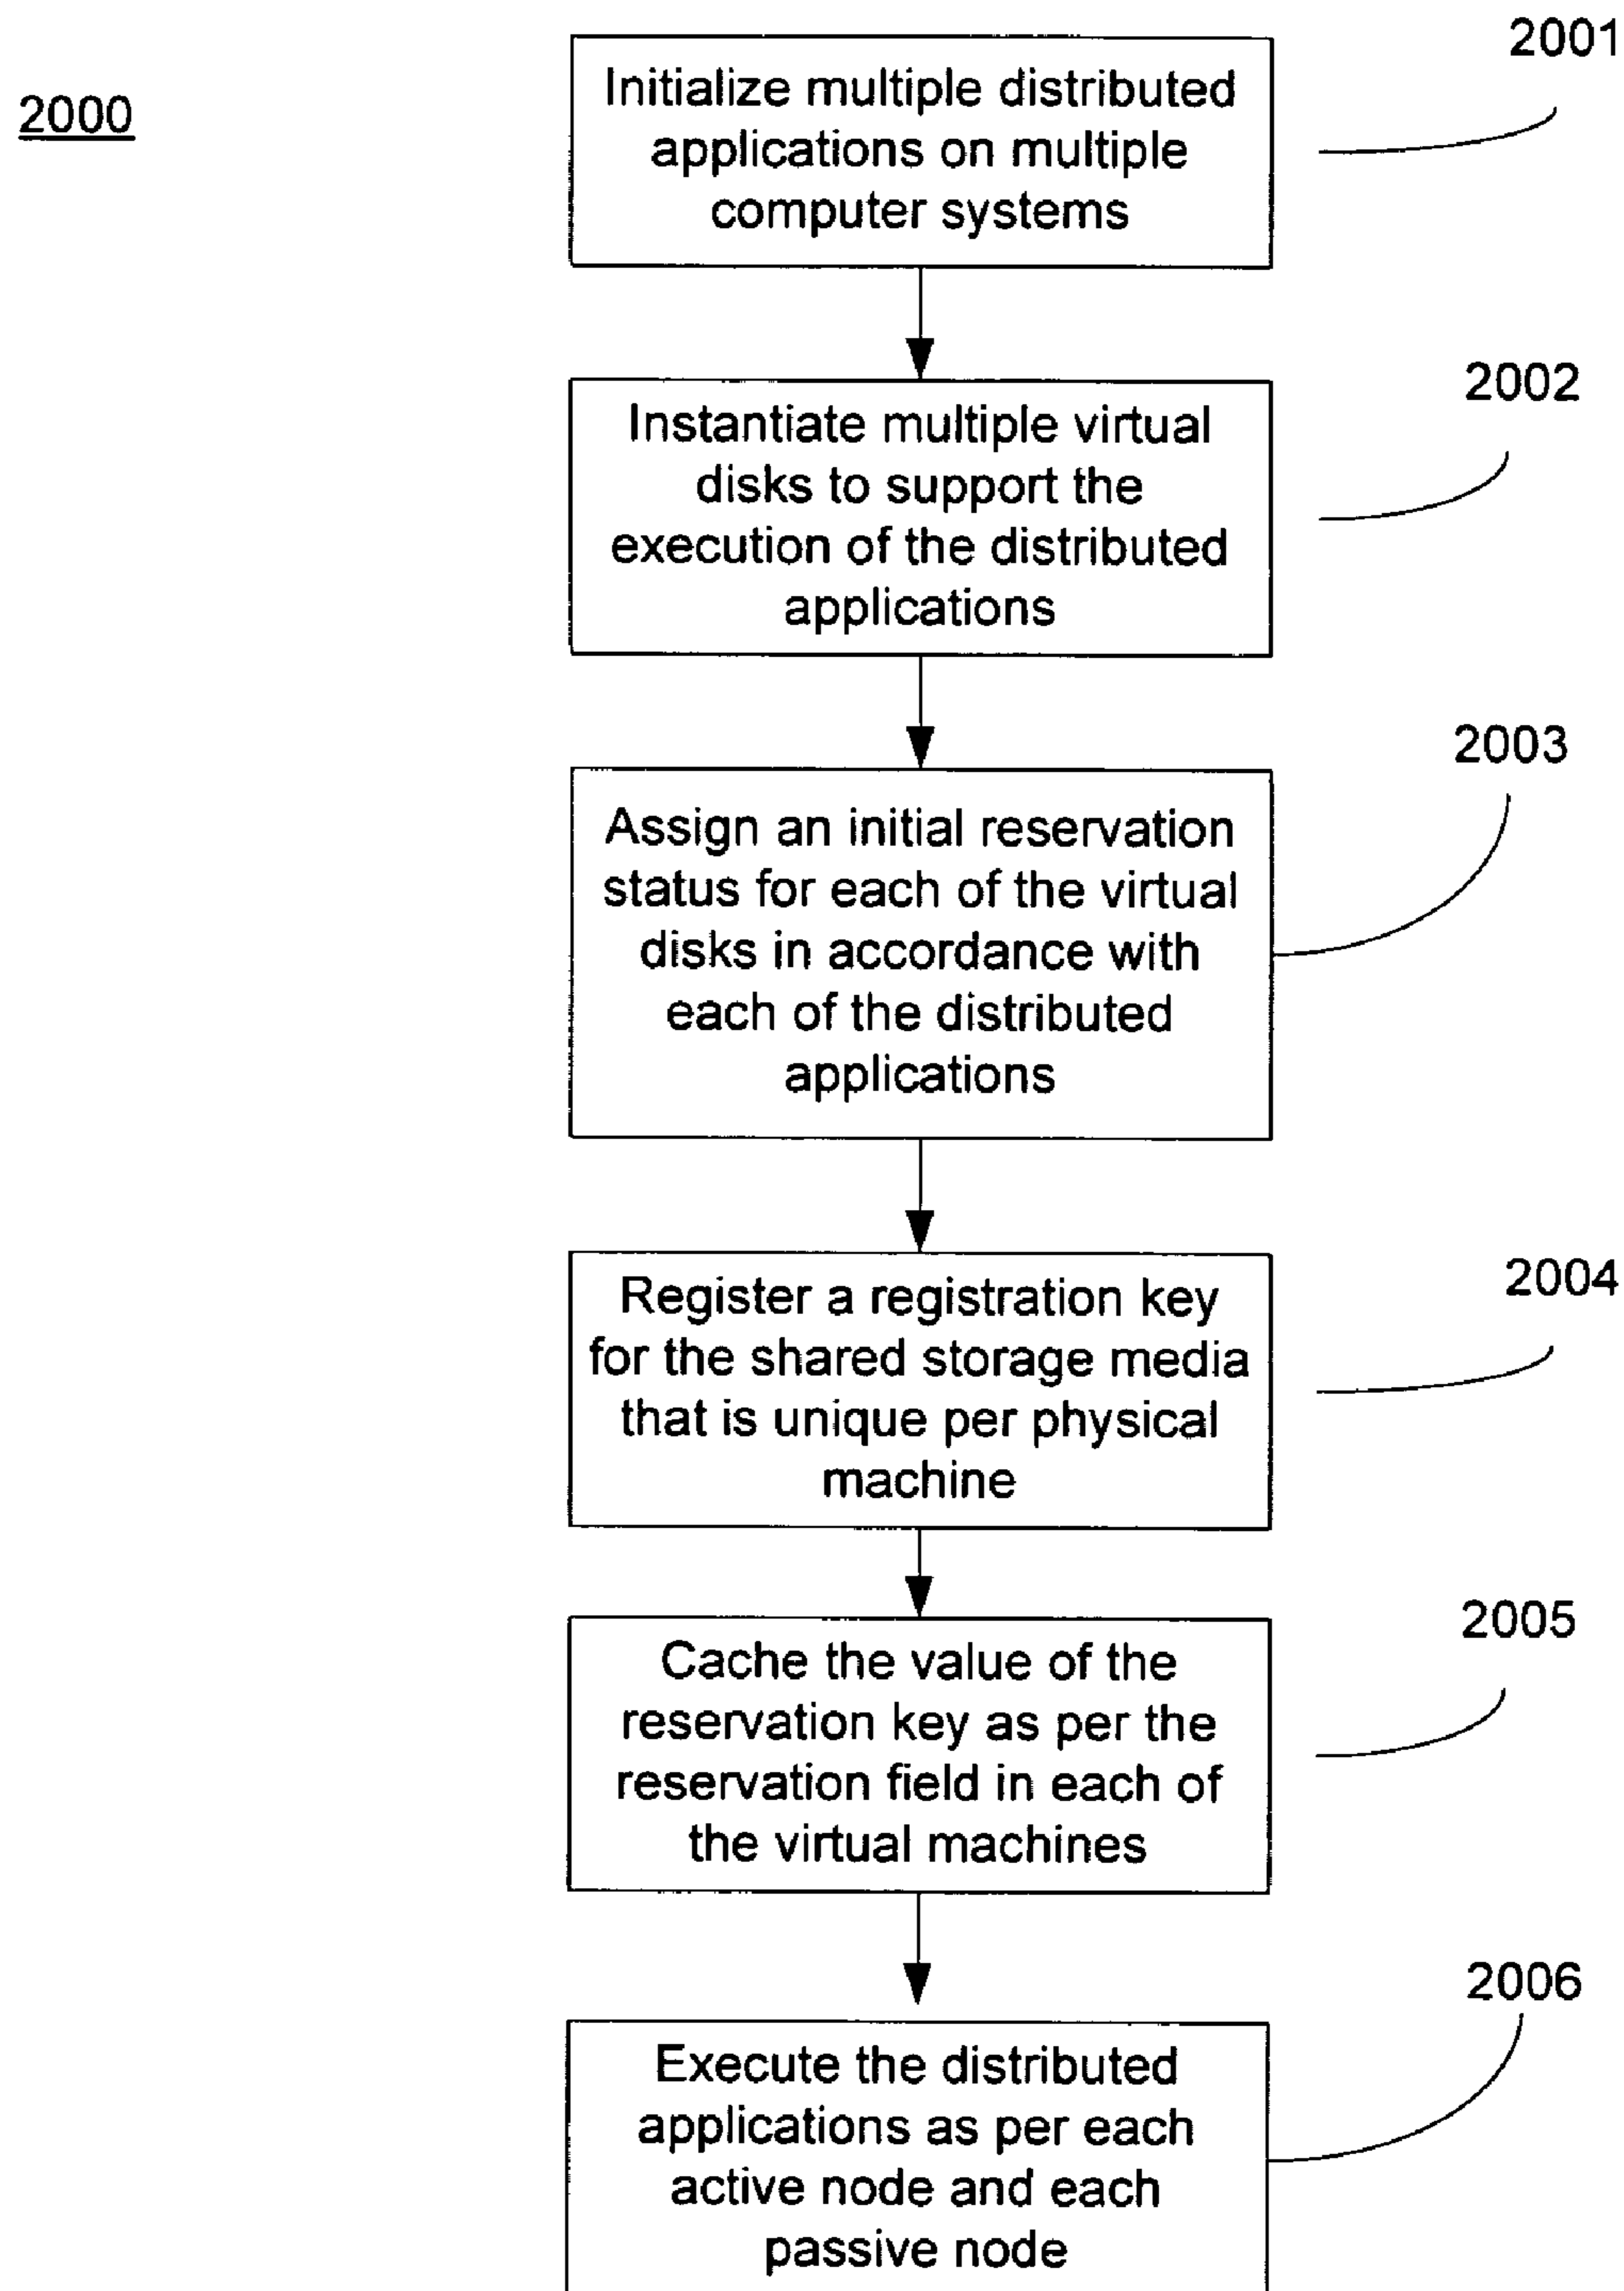 2001
2000
Initialize multiple distributed
applications on multiple
computer systems
2002
Instantiate multiple virtual
disks to support the
execution of the distributed
applications
2003
Assign an initial reservation
status for each of the virtual
disks in accordance with
each of the distributed
applications
2004
Register a registration key
for the shared storage media
that is unique per physical
machine
2005
Cache the value of the
reservation key as per the
reservation field in each of
the virtual machines
2006
Execute the distributed
applications as per each
active node and each
passive node